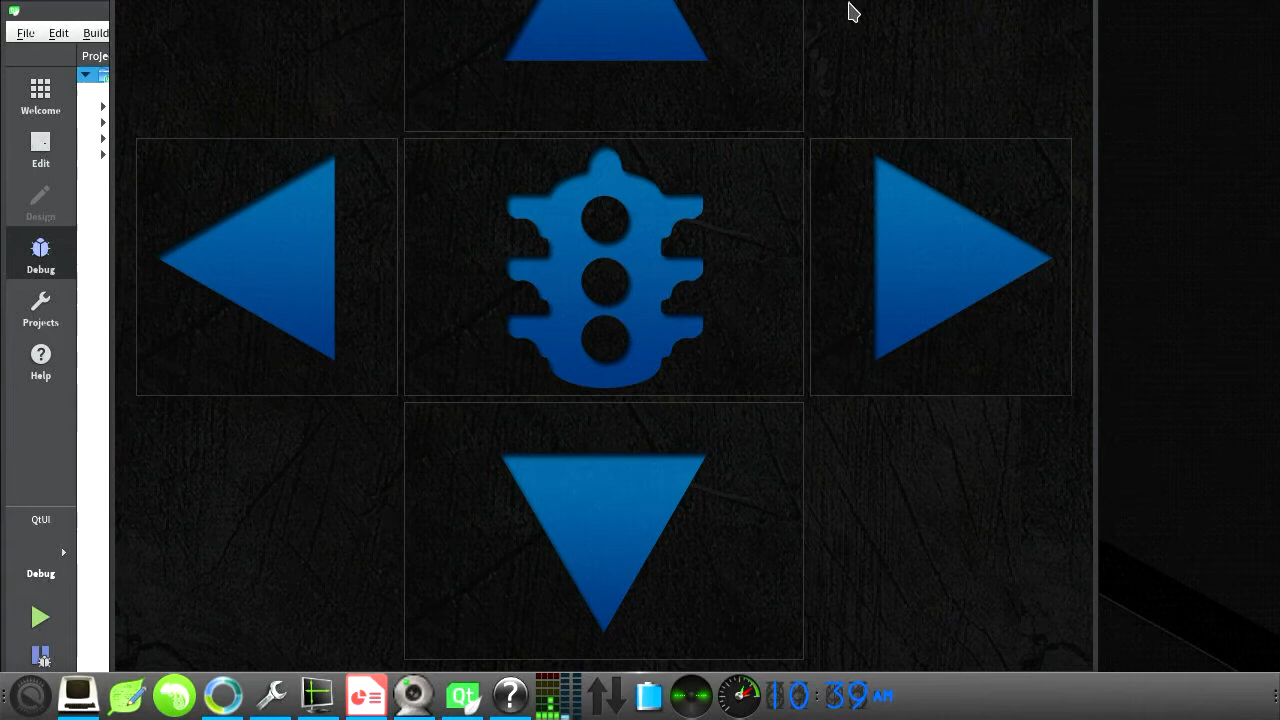 File Edit Build
Proje
Welcome
Edit
Design
Debug
Projects
Help
QtUI
Debug
Qt
10:39 AM